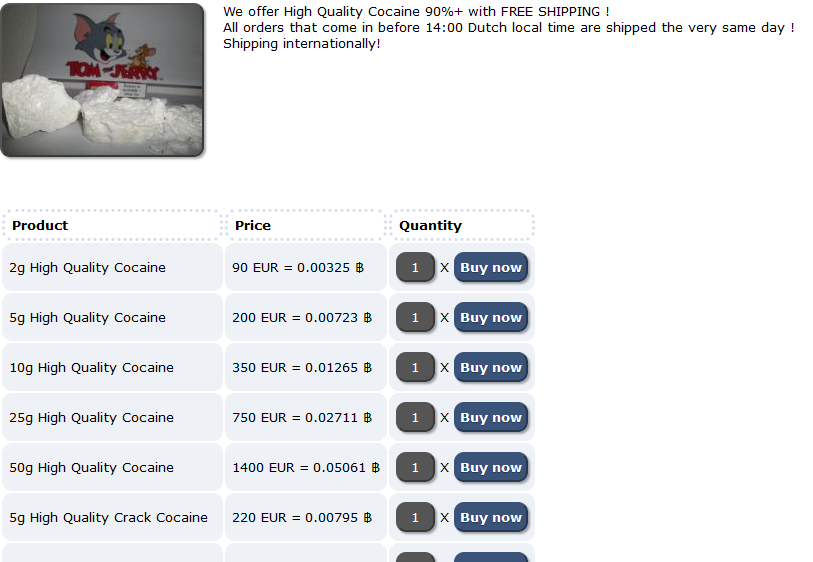 TOM AND JERRY
We offer High Quality Cocaine 90%+ with FREE SHIPPING !
All orders that come in before 14:00 Dutch local time are shipped the very same day !
Shipping internationally!
Product Price Quantity
2g High Quality Cocaine 90 EUR = 0.00325 ฿ 1 X Buy now
5g High Quality Cocaine 200 EUR = 0.00723 ฿ 1 X Buy now
10g High Quality Cocaine 350 EUR = 0.01265 ฿ 1 X Buy now
25g High Quality Cocaine 750 EUR = 0.02711 ฿ 1 X Buy now
50g High Quality Cocaine 1400 EUR = 0.05061 ฿ 1 X Buy now
5g High Quality Crack Cocaine 220 EUR = 0.00795 ฿ 1 X Buy now